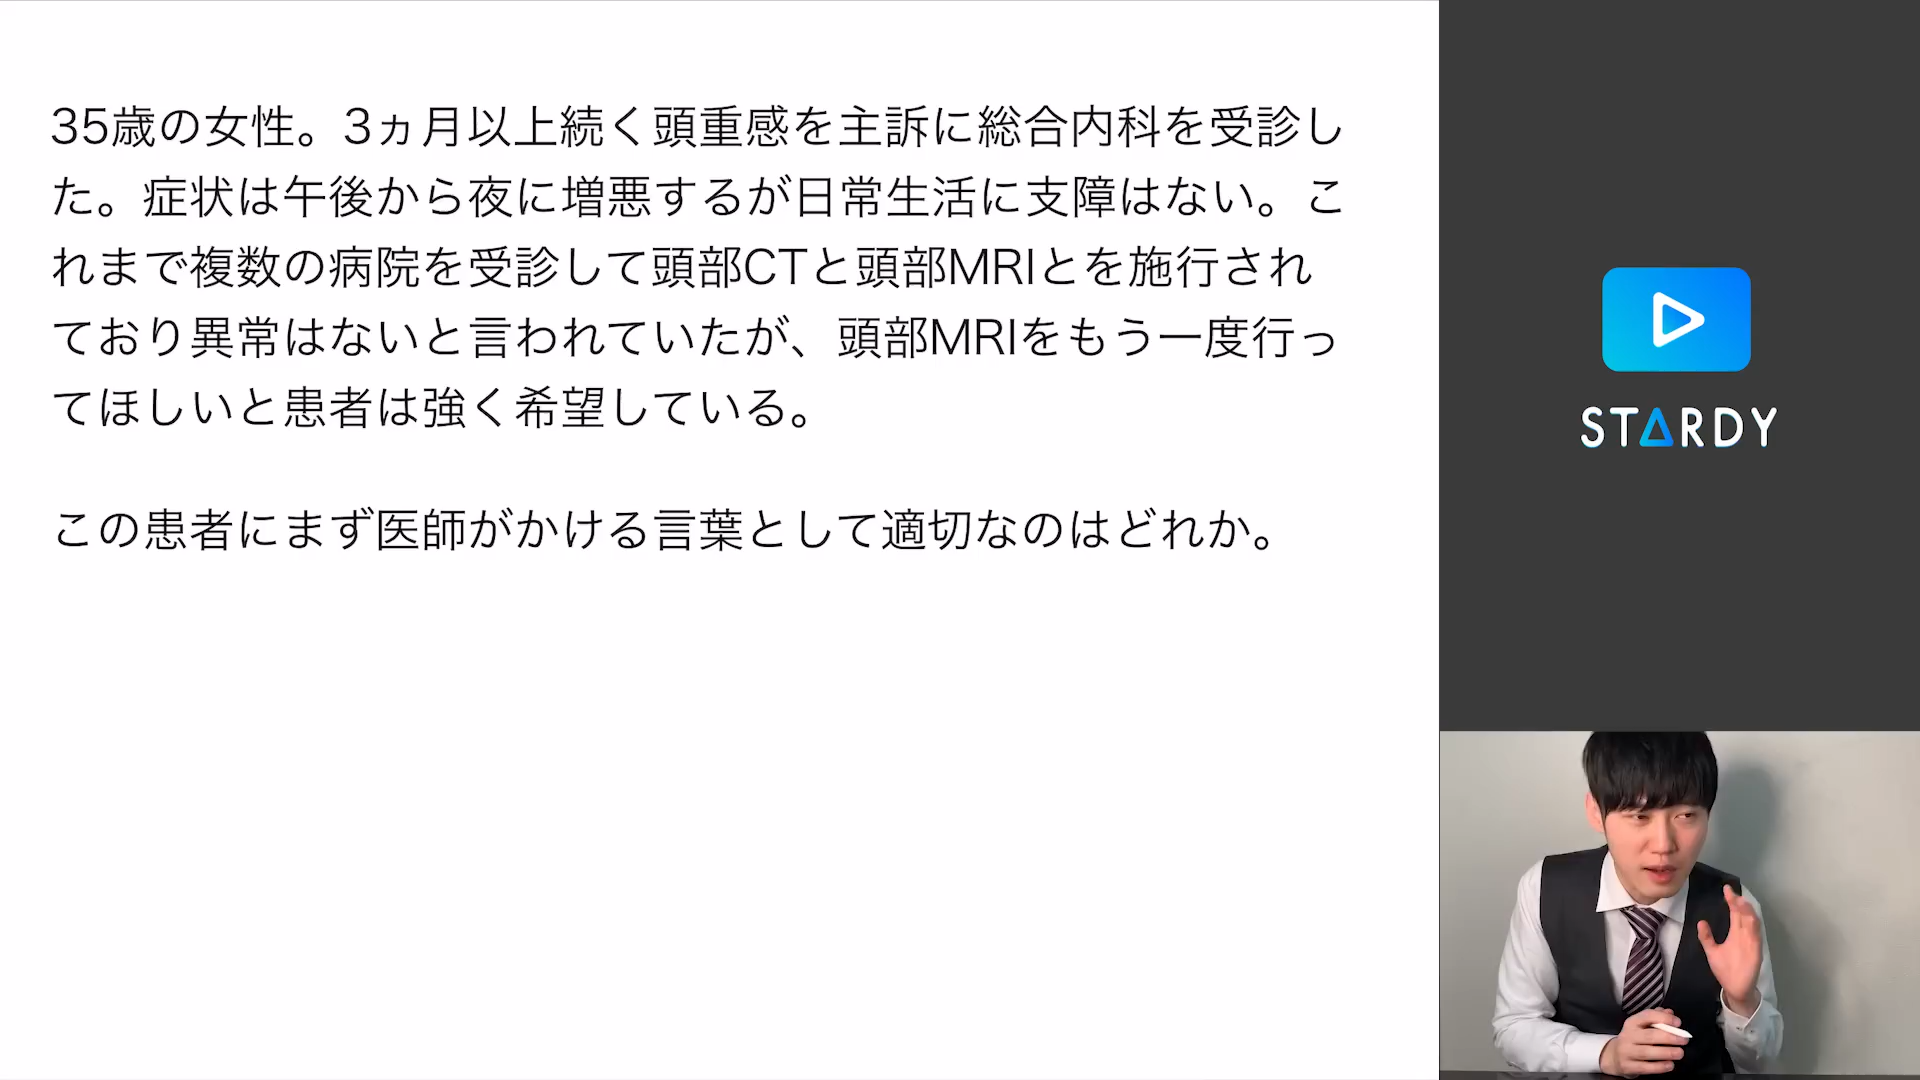 35歳の女性。3ヵ月以上続く頭重感を主訴に総合内科を受診し
た。症状は午後から夜に増悪するが日常生活に支障はない。こ
れまで複数の病院を受診して頭部CTと頭部MRIとを施行され
ており異常はないと言われていたが、頭部MRIをもう一度行っ
てほしいと患者は強く希望している。
この患者にまず医師がかける言葉として適切なのはどれか。
STARDY